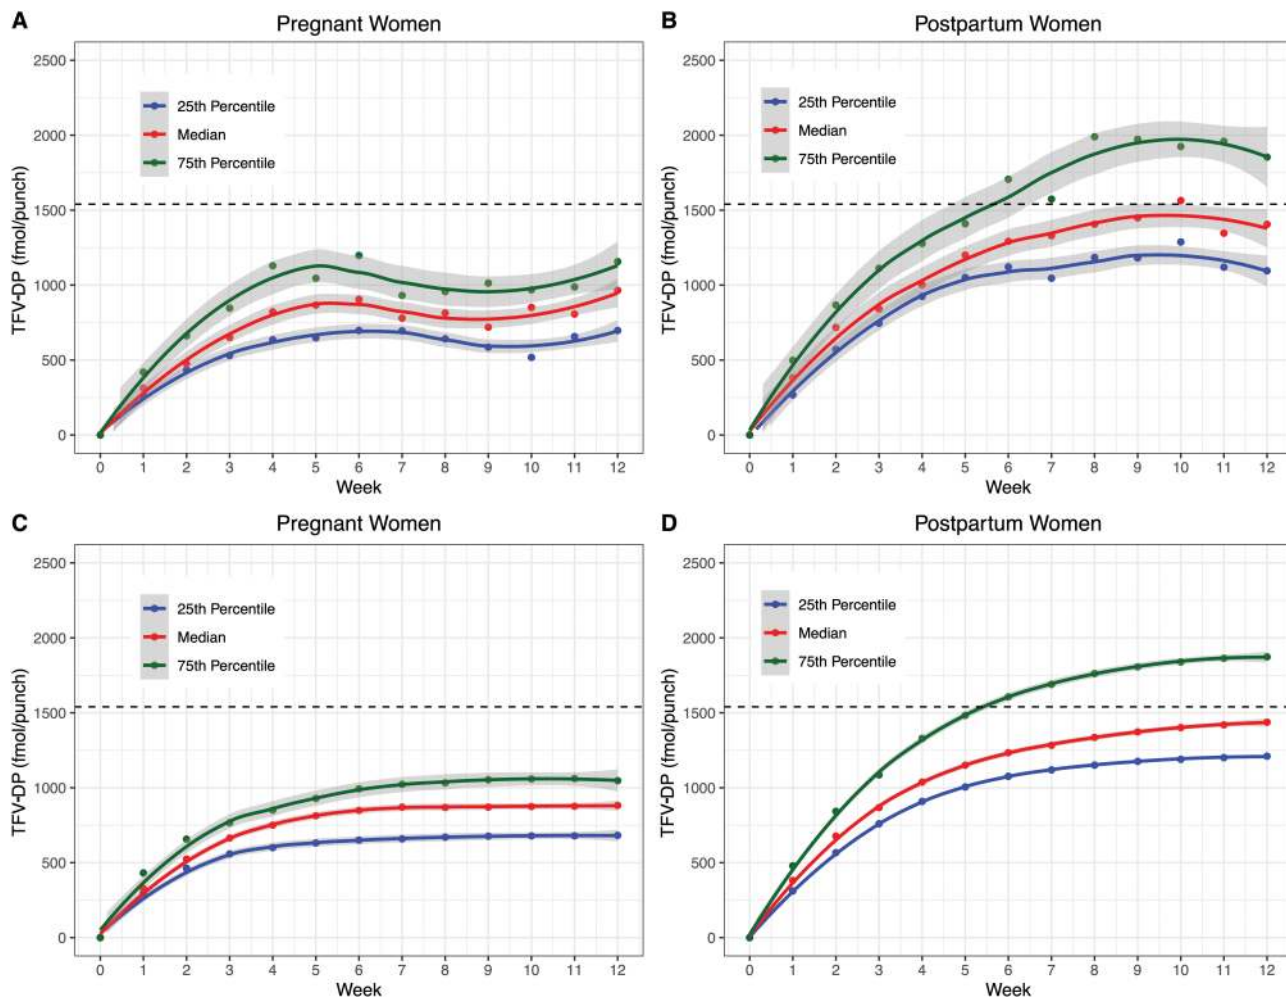 A
Pregnant Women
2500
2000
1500
1000
500
0
TFV-DP (fmol/punch)
25th Percentile
Median
75th Percentile
0 1 2 3 4 5 6 7 8 9 10 11 12
Week
B
Postpartum Women
2500
2000
1500
1000
500
0
TFV-DP (fmol/punch)
25th Percentile
Median
75th Percentile
0 1 2 3 4 5 6 7 8 9 10 11 12
Week
C
Pregnant Women
2500
2000
1500
1000
500
0
TFV-DP (fmol/punch)
25th Percentile
Median
75th Percentile
0 1 2 3 4 5 6 7 8 9 10 11 12
Week
D
Postpartum Women
2500
2000
1500
1000
500
0
TFV-DP (fmol/punch)
25th Percentile
Median
75th Percentile
0 1 2 3 4 5 6 7 8 9 10 11 12
Week